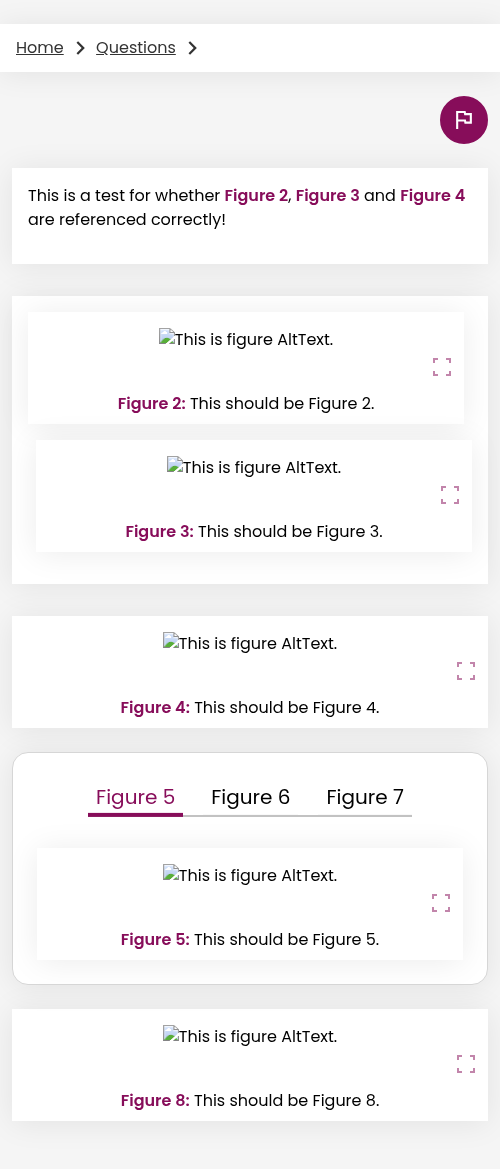 Home Questions
This is a test for whether Figure 2, Figure 3 and Figure 4
are referenced correctly!
This is figure AltText.
Figure 2: This should be Figure 2.
This is figure AltText.
Figure 3: This should be Figure 3.
This is figure AltText.
Figure 4: This should be Figure 4.
Figure 5 Figure 6 Figure 7
This is figure AltText.
Figure 5: This should be Figure 5.
This is figure AltText.
Figure 8: This should be Figure 8.